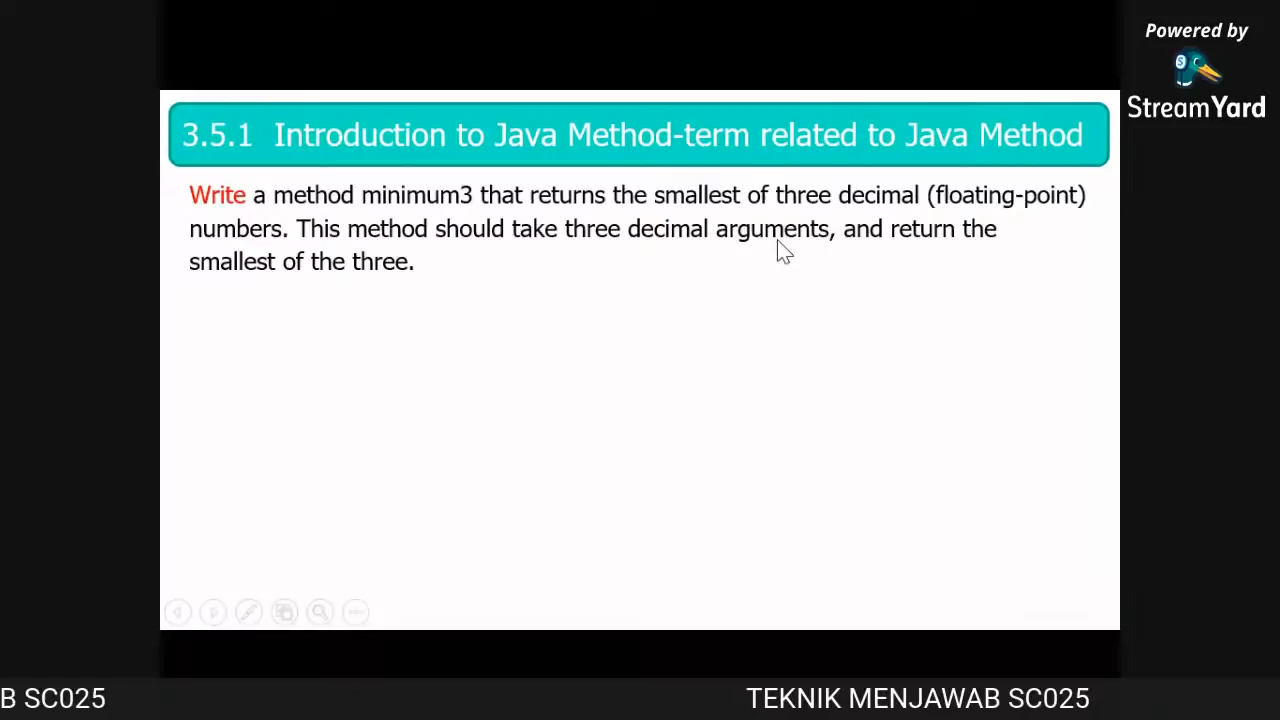 Powered by
StreamYard
3.5.1 Introduction to Java Method-term related to Java Method
Write a method minimum3 that returns the smallest of three decimal (floating-point)
numbers. This method should take three decimal arguments, and return the
smallest of the three.
B SC025
TEKNIK MENJAWAB SC025